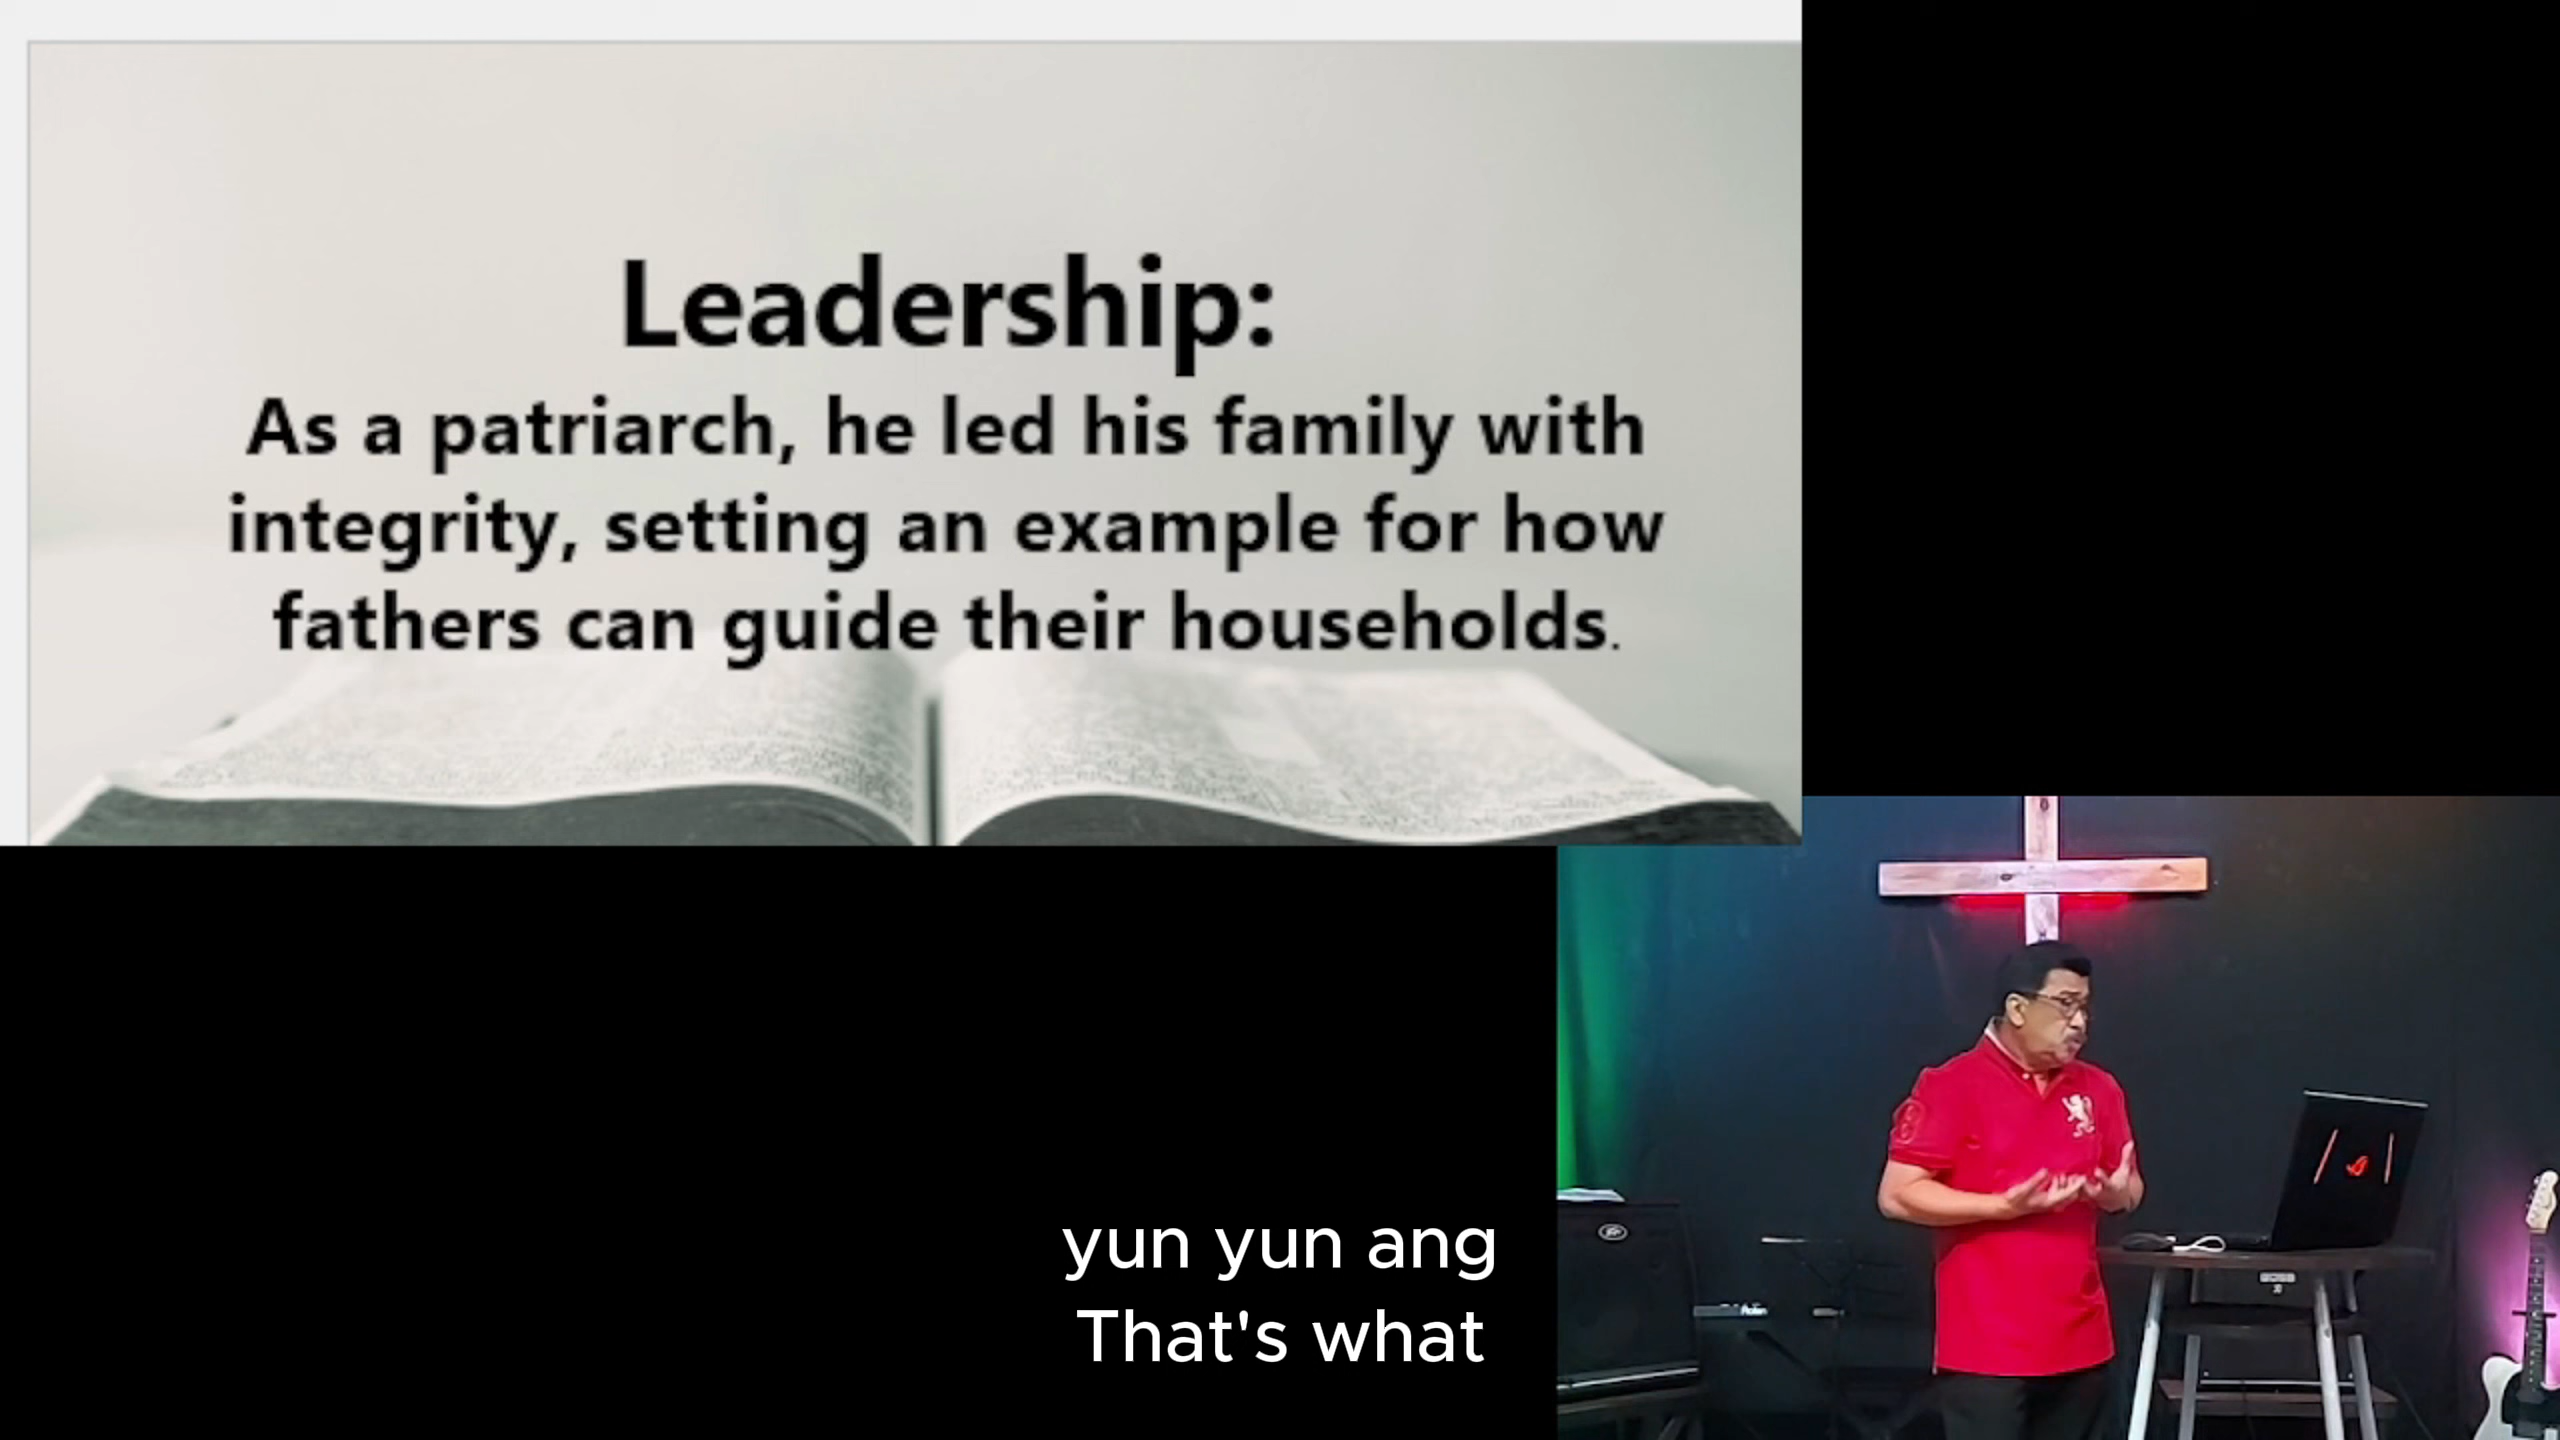 Leadership:
As a patriarch, he led his family with
integrity, setting an example for how
fathers can guide their households.
yun yun ang
That's what